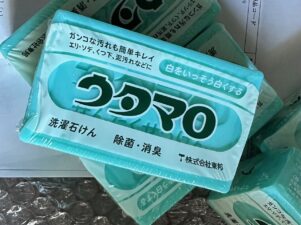 ガンコな汚れも簡単キレイ
エリ・ソデ、くつ下、泥汚れなどに
白をいっそう白くする
ウタマロ
洗濯石けん
除菌・消臭
株式会社東邦